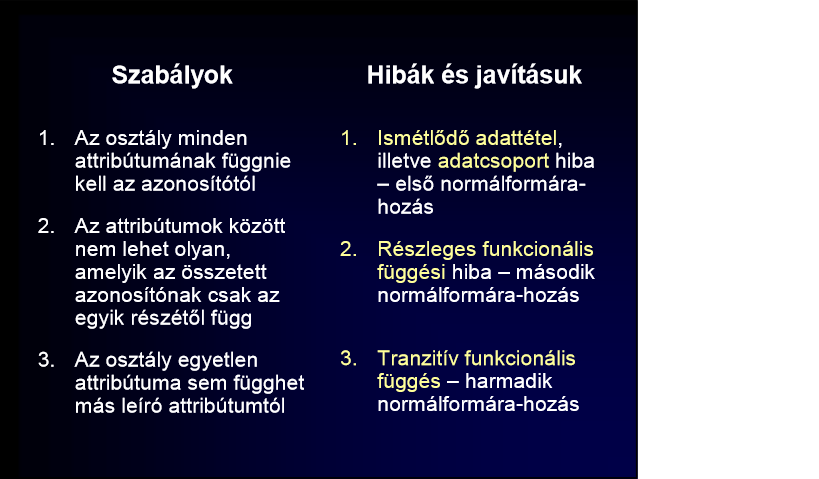 Szabályok
1. Az osztály minden
attribútumának függnie
kell az azonosítótól
2. Az attribútumok között
nem lehet olyan,
amelyik az összetett
azonosítónak csak az
egyik részétől függ
3. Az osztály egyetlen
attribútuma sem függhet
más leíró attribútumtól
Hibák és javításuk
1. Ismétlődő adattétel,
illetve adatcsoport hiba
– első normálformára-
hozás
2. Részleges funkcionális
függési hiba – második
normálformára-hozás
3. Tranzitív funkcionális
függés – harmadik
normálformára-hozás